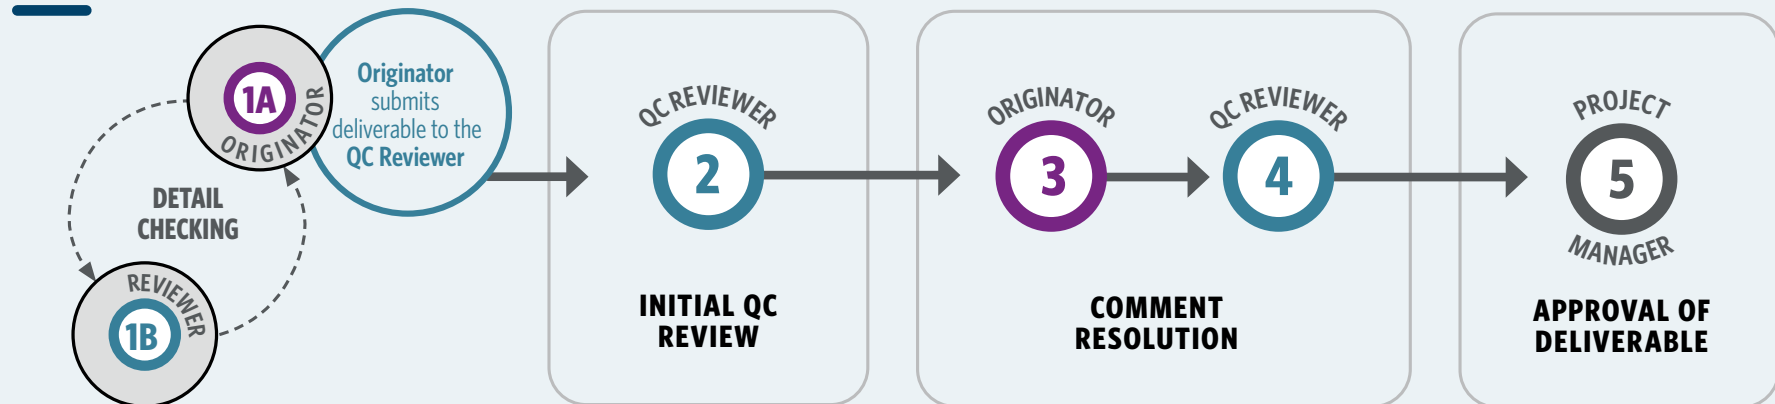 1A
ORIGINATOR
Originator
submits
deliverable to the
QC Reviewer
DETAIL
CHECKING
REVIEWER
1B
QC REVIEWER
2
INITIAL QC
REVIEW
ORIGINATOR
3
QC REVIEWER
4
COMMENT
RESOLUTION
PROJECT
5
MANAGER
APPROVAL OF
DELIVERABLE